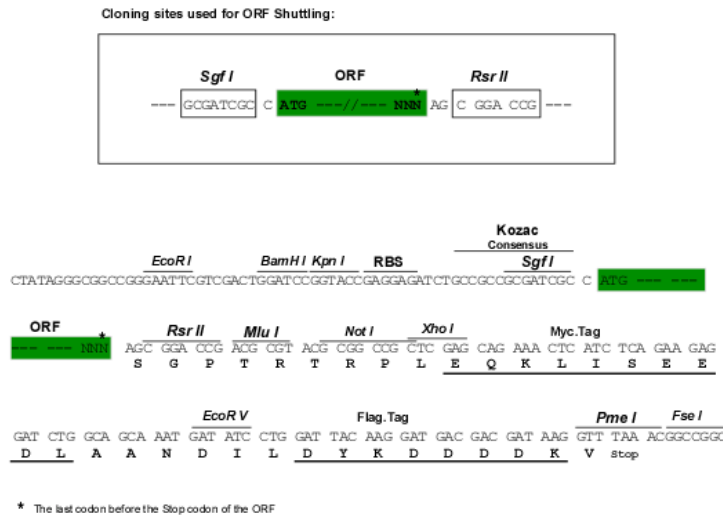 Cloning sites used for ORF Shuttling:
Sgf I ORF Rsr II
*
--- GCGATCGC C ATG ---//--- NNN AG C GGA CCG ---
Kozac
Consensus
EcoR I BamH I Kpn I RBS Sgf I
CTATAGGGCGGCCGGGAATTCGTCGACTGGATCCGGTACCGAGGAGATCTGCCGCCGCGATCGC C ATG --- ---
ORF * Rsr II Mlu I Not I Xho I Myc.Tag
--- --- NNN AGC GGA CCG ACG CGT ACG CGG CCG CTC GAG CAG AAA CTC ATC TCA GAA GAG
S G P T R T R P L E Q K L I S E E
EcoR V Flag.Tag Pme I Fse I
GAT CTG GCA GCA AAT GAT ATC CTG GAT TAC AAG GAT GAC GAC GAT AAG GTT TAA ACGGCCGGC
D L A A N D I L D Y K D D D D K V Stop
* The last codon before the Stop codon of the ORF